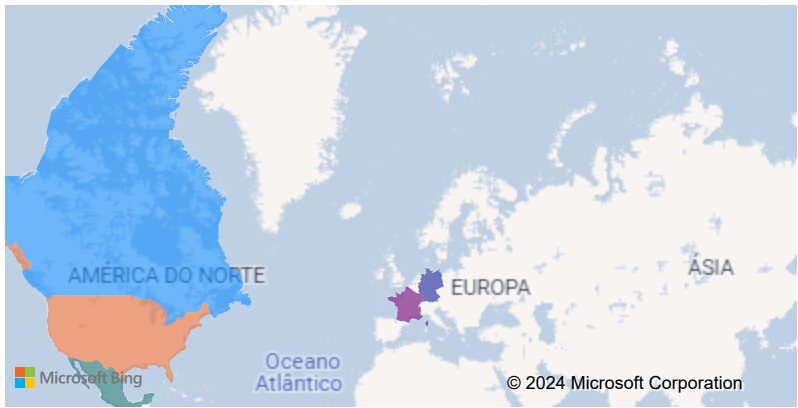 AMÉRICA DO NORTE
EUROPA
ÁSIA
Oceano
Atlântico
Microsoft Bing
© 2024 Microsoft Corporation